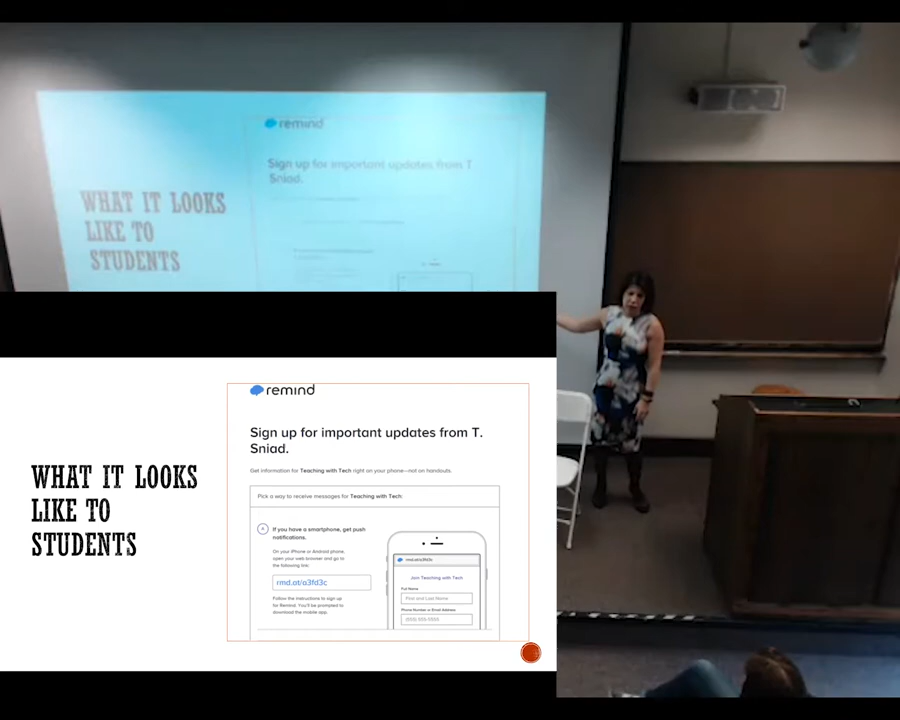 remind
Sign up for important updates from T
Sniad.
WHAT IT LOOKS
LIKE TO
STUDENTS
remind
Sign up for important updates from T.
Sniad.
Get information for Teaching with Tech right on your phone—not on handouts.
WHAT IT LOOKS
LIKE TO
STUDENTS
Pick a way to receive messages for Teaching with Tech:
A
If you have a smartphone, get push
notifications.
On your iPhone or Android phone,
open your web browser and go to
the following link:
rmd.at/a3fd3c
Follow the instructions to sign up
for Remind. You'll be prompted to
download the mobile app.
rmd.at/a3fd3c
Join Teaching with Tech
Full Name
First and Last Name
Phone Number or Email Address
(555) 555-5555